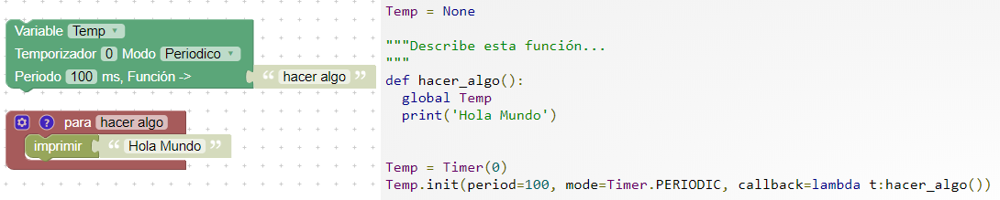 Variable Temp
Temporizador 0 Modo Periodico
Periodo 100 ms, Función -> “ hacer algo ”
? para hacer algo
imprimir “ Hola Mundo ”
Temp = None
"""Describe esta función...
"""
def hacer_algo():
  global Temp
  print('Hola Mundo')
Temp = Timer(0)
Temp.init(period=100, mode=Timer.PERIODIC, callback=lambda t:hacer_algo())